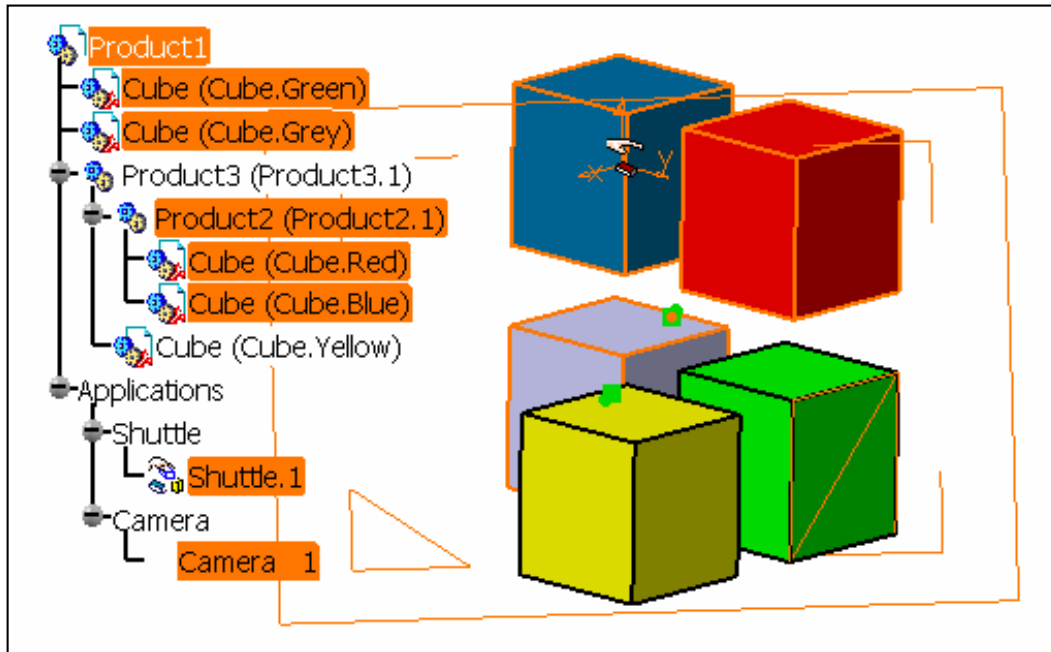 Product1
Cube (Cube.Green)
Cube (Cube.Grey)
Product3 (Product3.1)
Product2 (Product2.1)
Cube (Cube.Red)
Cube (Cube.Blue)
Cube (Cube.Yellow)
Applications
Shuttle
Shuttle.1
Camera
Camera 1
x y